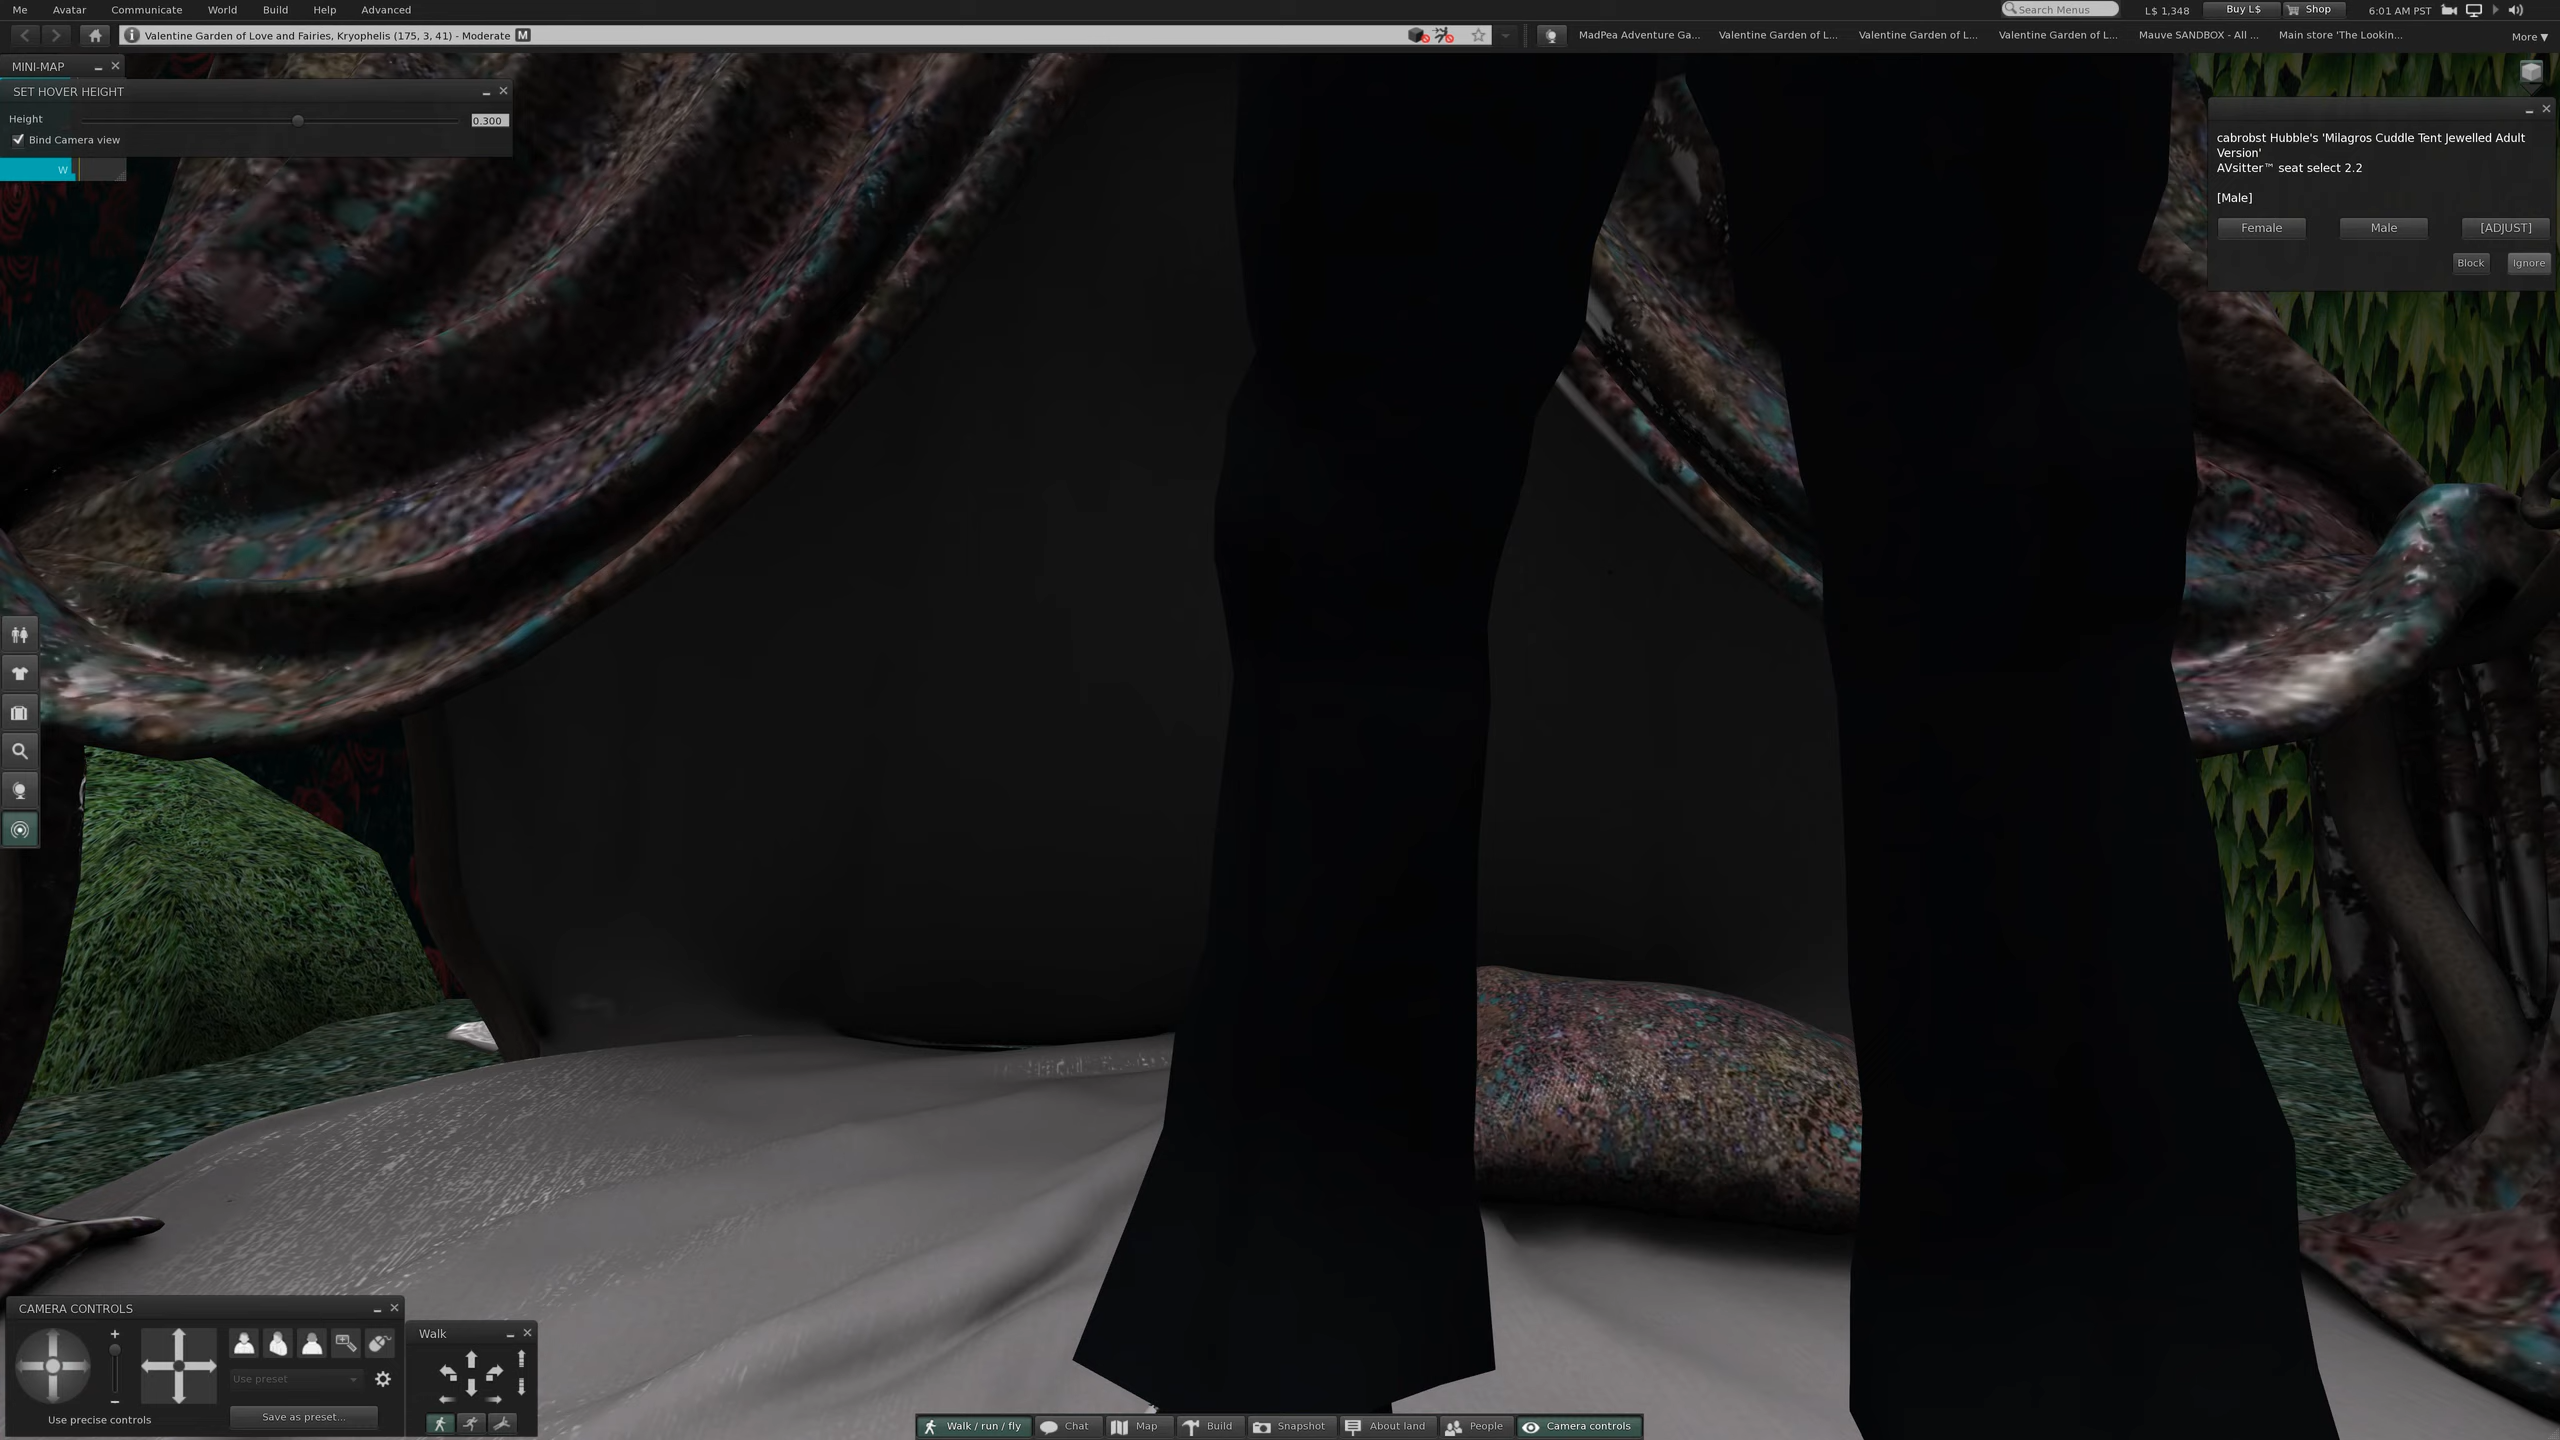 Me Avatar Communicate World Build Help Advanced
Search Menus L$ 1,348 Buy L$ Shop 6:01 AM PST
Valentine Garden of Love and Fairies, Kryophelis (175, 3, 41) - Moderate M
MadPea Adventure Ga... Valentine Garden of L... Valentine Garden of L... Valentine Garden of L... Mauve SANDBOX - All ... Main store 'The Lookin... More ▼
MINI-MAP
SET HOVER HEIGHT
Height 0.300
Bind Camera view
W
cabrobst Hubble's 'Milagros Cuddle Tent Jewelled Adult
Version'
AVsitter™ seat select 2.2
[Male]
Female Male [ADJUST]
Block Ignore
CAMERA CONTROLS
Use preset
Use precise controls
Save as preset...
Walk
Walk / run / fly Chat Map Build Snapshot About land People Camera controls